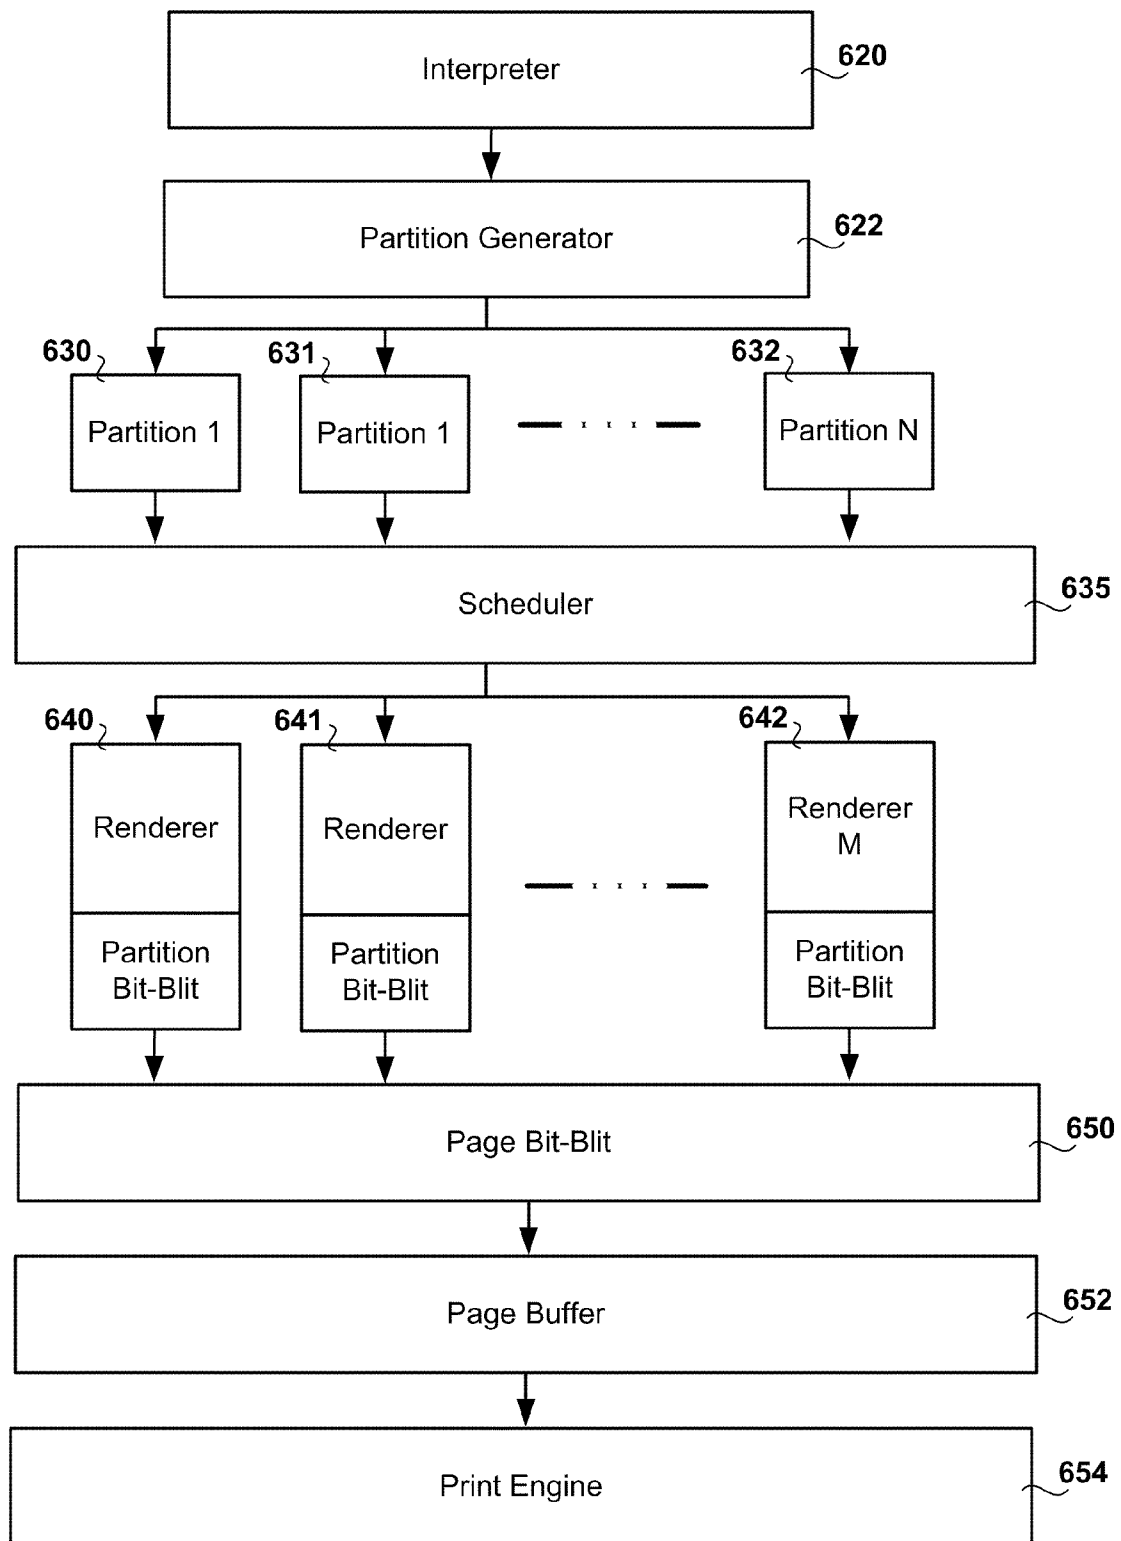 Interpreter
620
Partition Generator
622
630
631
632
Partition 1
Partition 1
Partition N
Scheduler
635
640
641
642
Renderer
Renderer
Renderer
M
Partition
Bit-Blit
Partition
Bit-Blit
Partition
Bit-Blit
Page Bit-Blit
650
Page Buffer
652
Print Engine
654